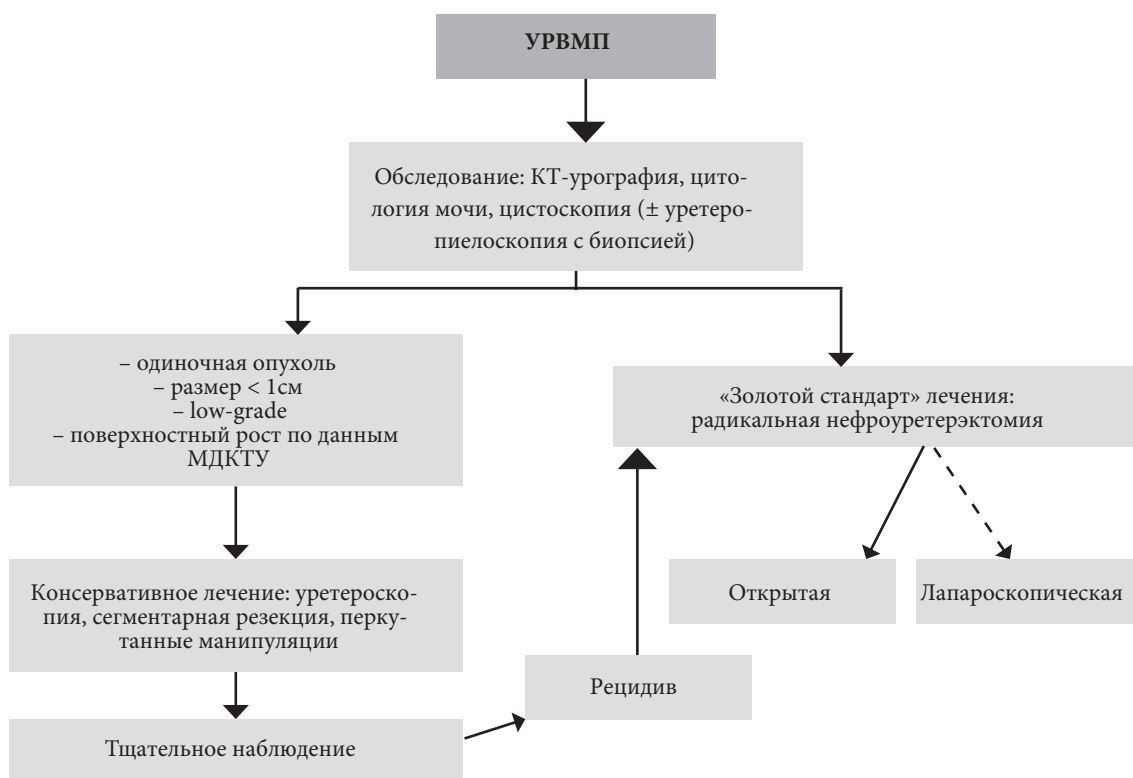 УРВМП
Обследование: КТ-урография, цито-
логия мочи, цистоскопия (± уретеро-
пиелоскопия с биопсией)
– одиночная опухоль
– размер < 1см
– low-grade
– поверхностный рост по данным
МДКТУ
«Золотой стандарт» лечения:
радикальная нефроуретерэктомия
Консервативное лечение: уретероско-
пия, сегментарная резекция, перку-
танные манипуляции
Открытая
Лапароскопическая
Рецидив
Тщательное наблюдение